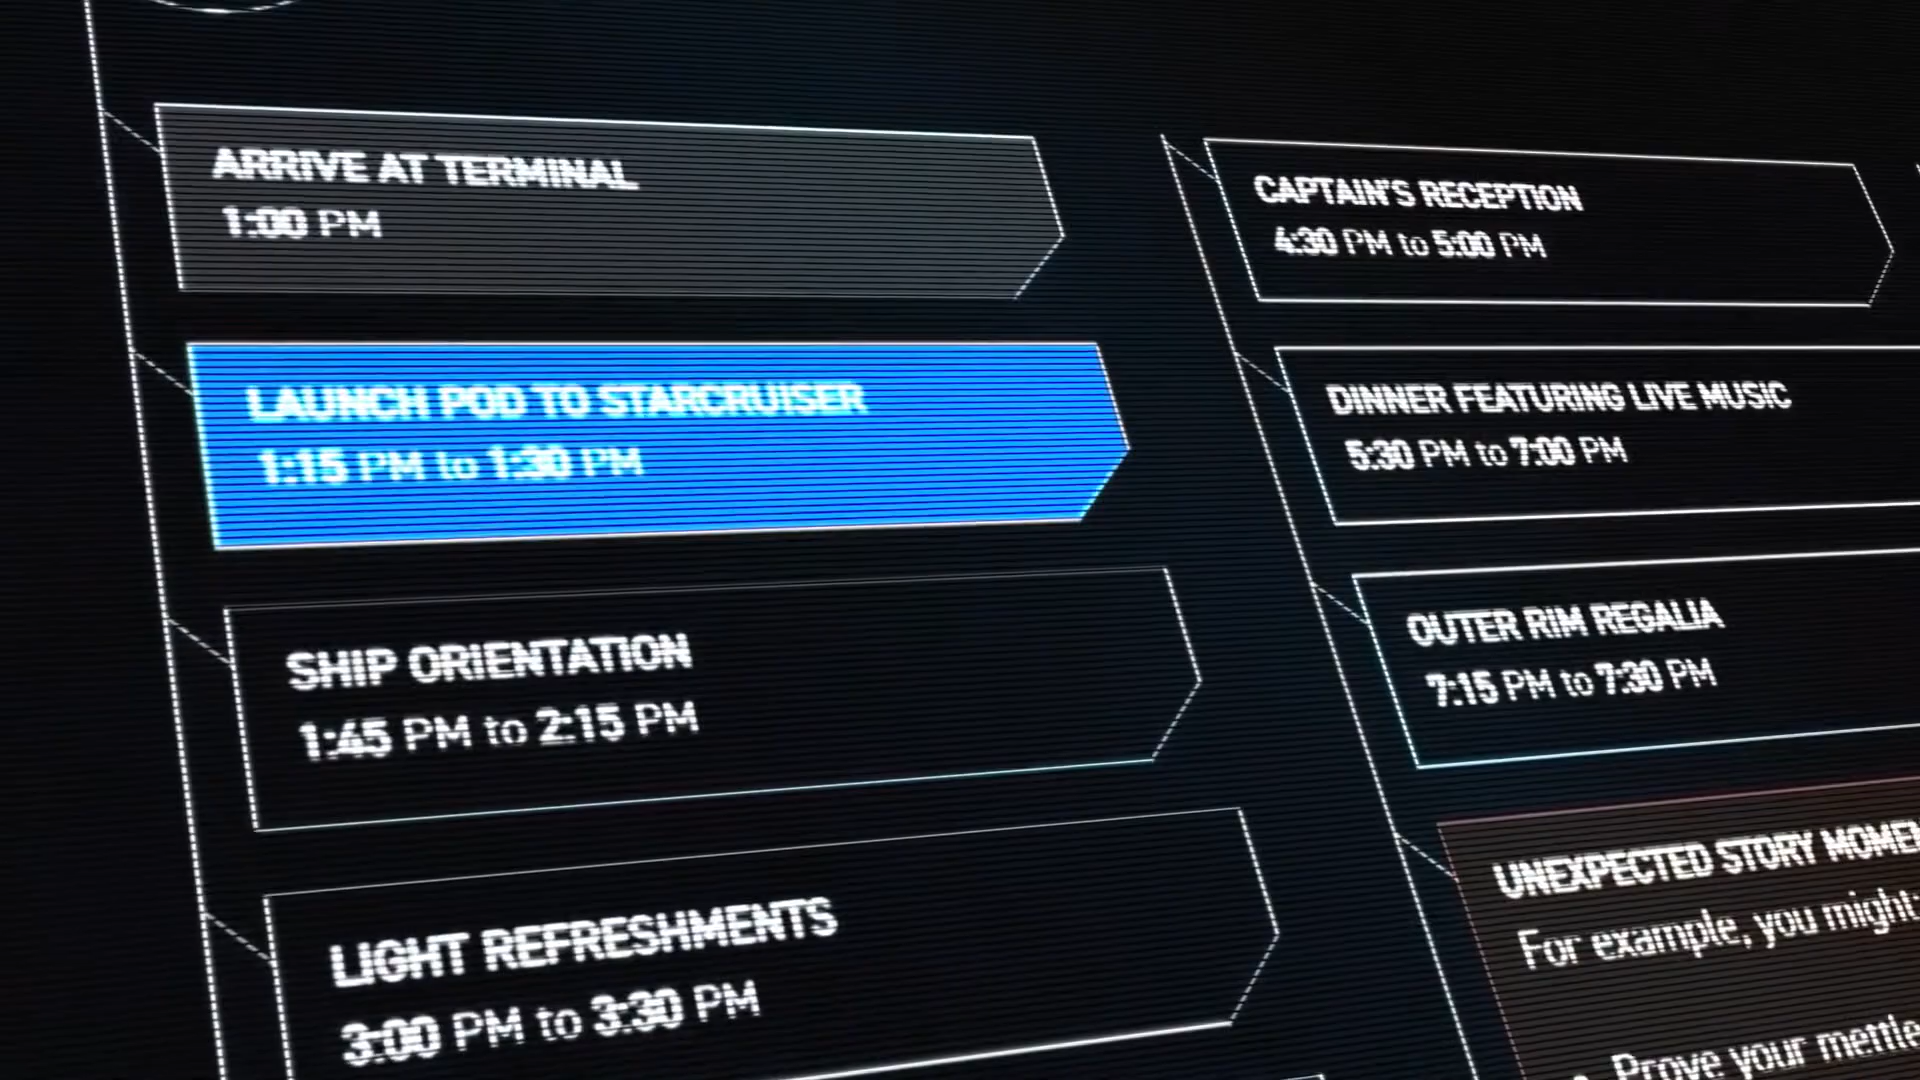 ARRIVE AT TERMINAL
1:00 PM
LAUNCH POD TO STARCRUISER
1:15 PM to 1:30 PM
SHIP ORIENTATION
1:45 PM to 2:15 PM
LIGHT REFRESHMENTS
3:00 PM to 3:30 PM
CAPTAIN'S RECEPTION
4:30 PM to 5:00 PM
DINNER FEATURING LIVE MUSIC
5:30 PM to 7:00 PM
OUTER RIM REGALIA
7:15 PM to 7:30 PM
UNEXPECTED STORY MOMEN
For example, you might:
• Prove your mettle